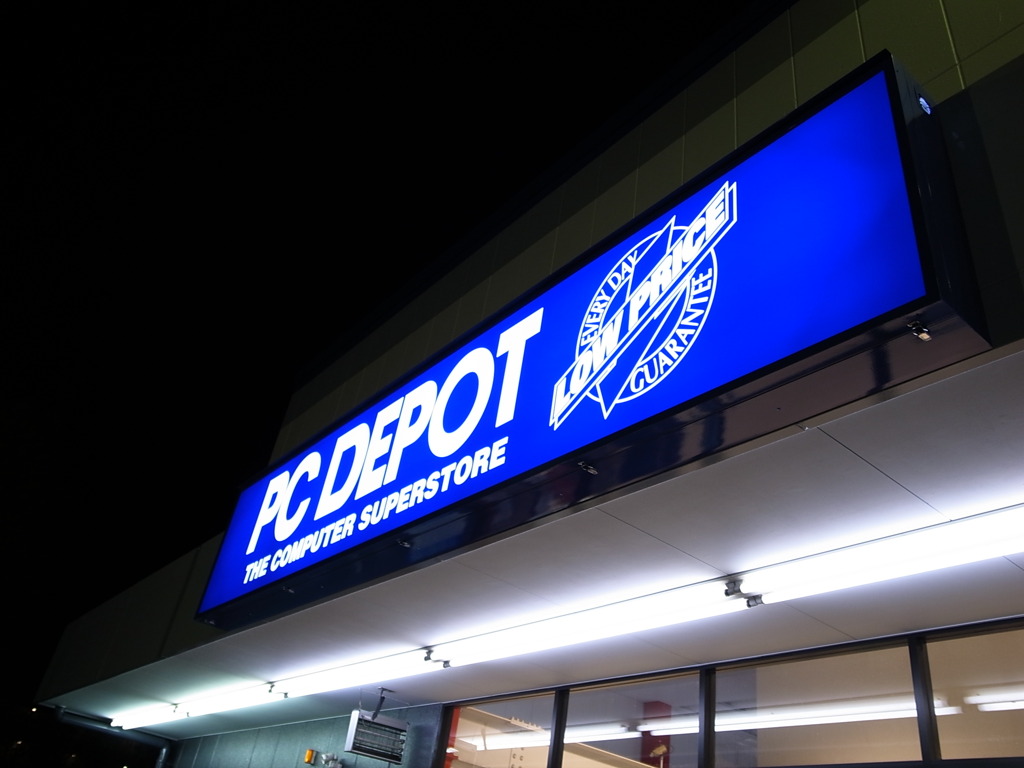 PC DEPOT
THE COMPUTER SUPERSTORE
EVERY DAY
LOW PRICE
GUARANTEE